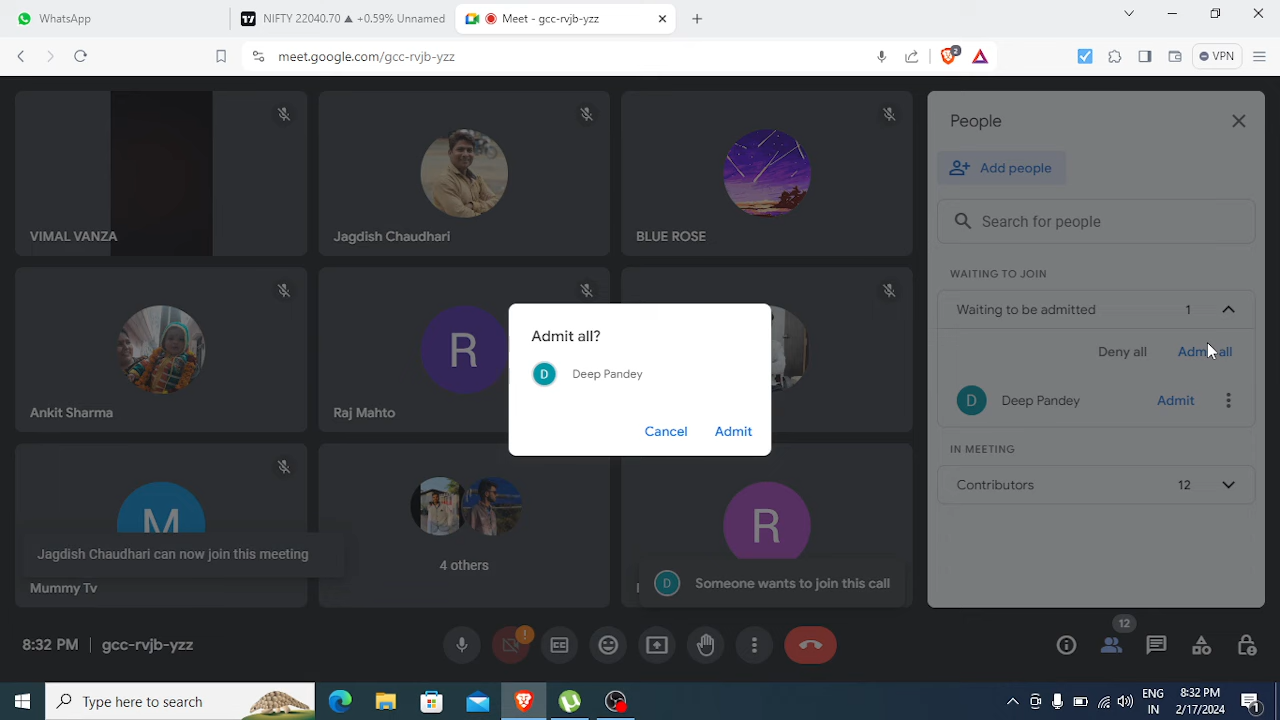 WhatsApp
NIFTY 22040.70 ▲ +0.59% Unnamed
Meet - gcc-rvjb-yzz
meet.google.com/gcc-rvjb-yzz
2
VPN
VIMAL VANZA
Jagdish Chaudhari
BLUE ROSE
Ankit Sharma
R
Raj Mahto
M
Mummy Tv
Jagdish Chaudhari can now join this meeting
4 others
R
D
Someone wants to join this call
Admit all?
D
Deep Pandey
Cancel
Admit
People
Add people
Search for people
WAITING TO JOIN
Waiting to be admitted 1
Deny all
Admit all
D
Deep Pandey
Admit
IN MEETING
Contributors 12
8:32 PM | gcc-rvjb-yzz
12
Type here to search
ENG
IN
8:32 PM
2/17/2024
1